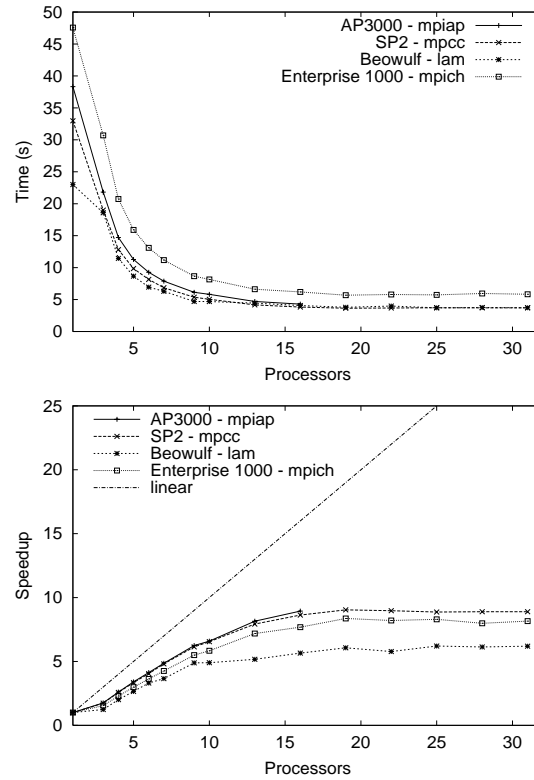 50
45
40
35
30
25
20
15
10
5
0
Time (s)
AP3000 - mpiap
SP2 - mpcc
Beowulf - lam
Enterprise 1000 - mpich
5 10 15 20 25 30
Processors
25
20
15
10
5
0
Speedup
AP3000 - mpiap
SP2 - mpcc
Beowulf - lam
Enterprise 1000 - mpich
linear
5 10 15 20 25 30
Processors